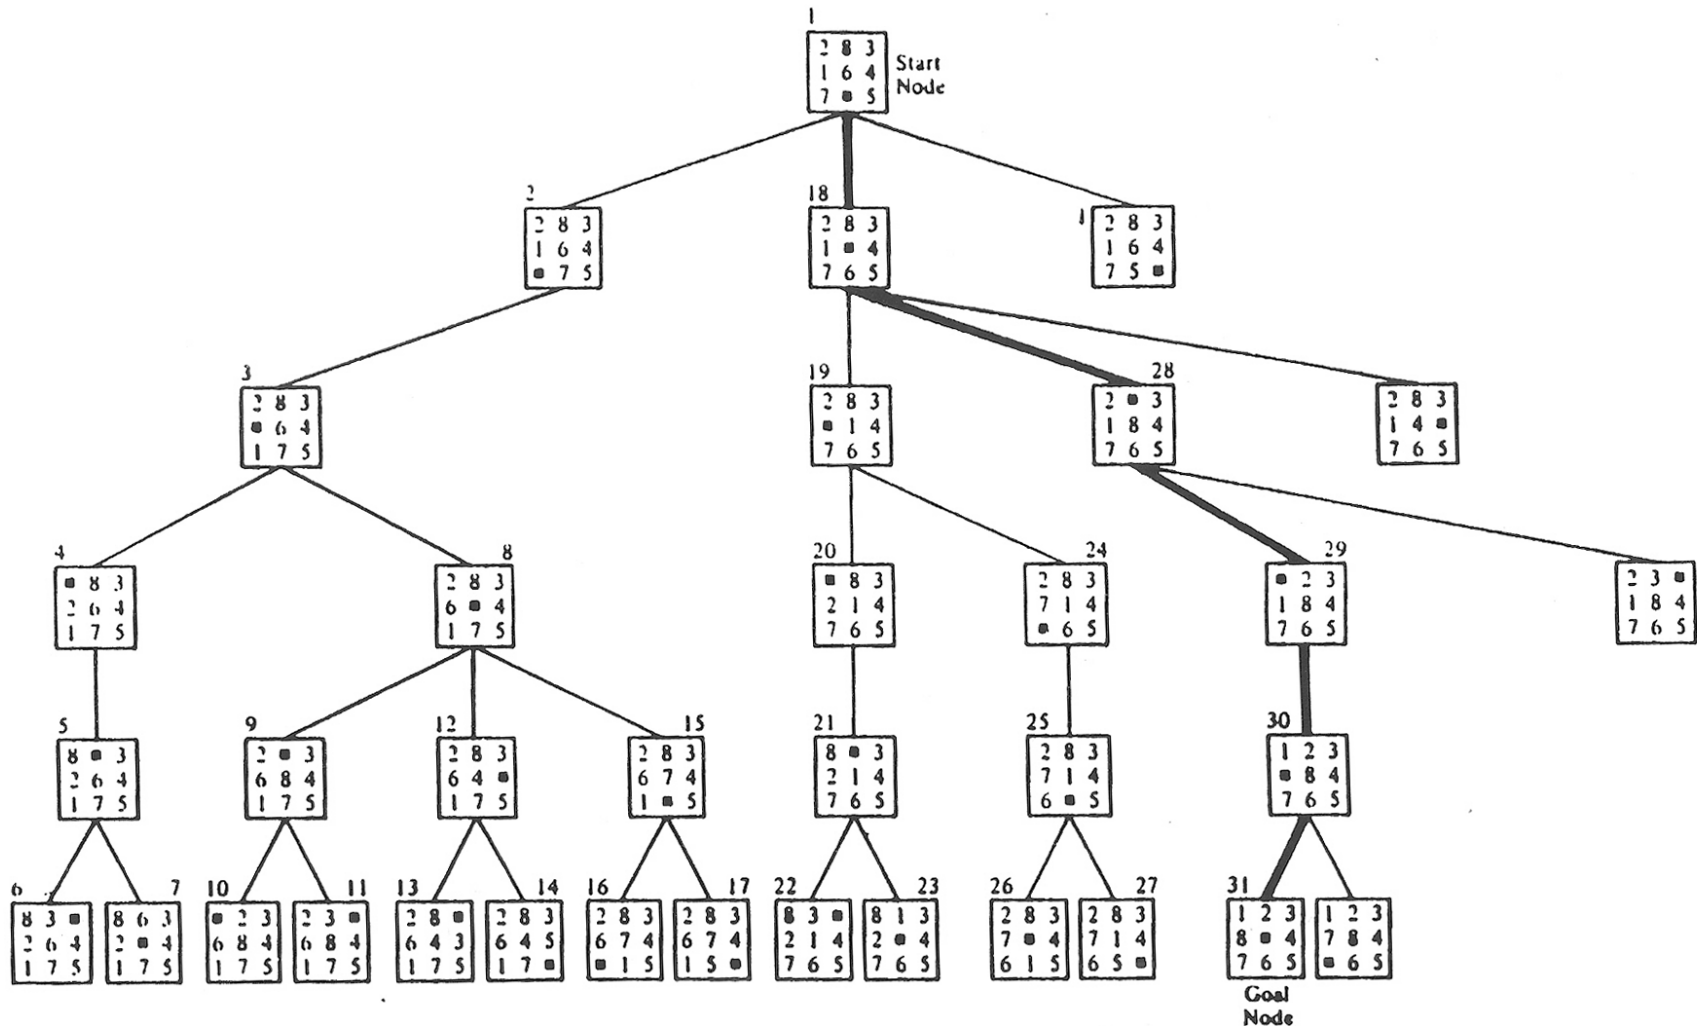 1
2 8 3
1 6 4
7 ■ 5
Start
Node
2
2 8 3
1 6 4
■ 7 5
18
2 8 3
1 ■ 4
7 6 5
1
2 8 3
1 6 4
7 5 ■
3
2 8 3
■ 6 4
1 7 5
19
2 8 3
■ 1 4
7 6 5
28
2 ■ 3
1 8 4
7 6 5
2 8 3
1 4 ■
7 6 5
4
■ 8 3
2 6 4
1 7 5
8
2 8 3
6 ■ 4
1 7 5
20
■ 8 3
2 1 4
7 6 5
24
2 8 3
7 1 4
■ 6 5
29
■ 2 3
1 8 4
7 6 5
2 3 ■
1 8 4
7 6 5
5
8 ■ 3
2 6 4
1 7 5
9
2 ■ 3
6 8 4
1 7 5
12
2 8 3
6 4 ■
1 7 5
15
2 8 3
6 7 4
1 ■ 5
21
8 ■ 3
2 1 4
7 6 5
25
2 8 3
7 1 4
6 ■ 5
30
1 2 3
■ 8 4
7 6 5
6
8 3 ■
2 6 4
1 7 5
7
8 6 3
2 ■ 4
1 7 5
10
■ 2 3
6 8 4
1 7 5
11
2 3 ■
6 8 4
1 7 5
13
2 8 ■
6 4 3
1 7 5
14
2 8 3
6 4 5
1 7 ■
16
2 8 3
6 7 4
■ 1 5
17
2 8 3
6 7 4
1 5 ■
22
8 3 ■
2 1 4
7 6 5
23
8 1 3
2 ■ 4
7 6 5
26
2 8 3
7 ■ 4
6 1 5
27
2 8 3
7 1 4
6 5 ■
31
1 2 3
8 ■ 4
7 6 5
Goal
Node
1 2 3
7 8 4
■ 6 5